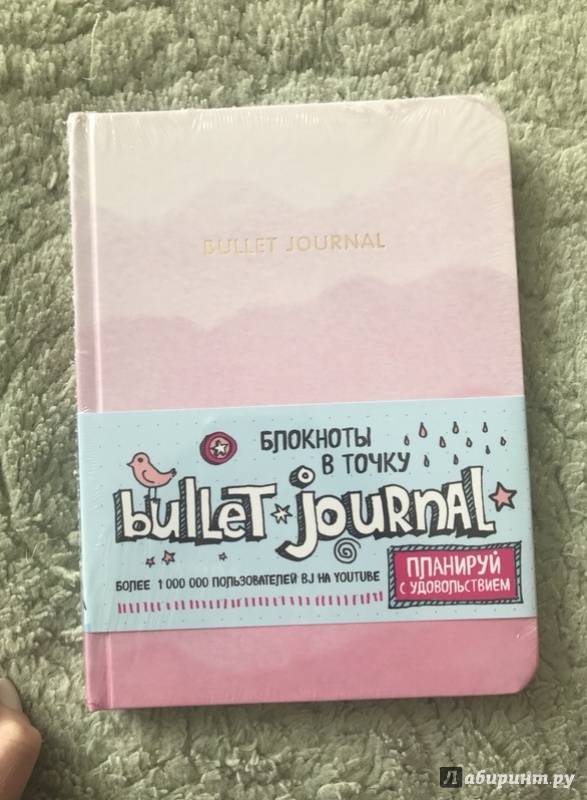 BULLET JOURNAL
БЛОКНОТЫ
В ТОЧКУ
bullet journal
БОЛЕЕ 1 000 000 ПОЛЬЗОВАТЕЛЕЙ BJ НА YOUTUBE
ПЛАНИРУЙ
С УДОВОЛЬСТВИЕМ
Лабиринт.ру